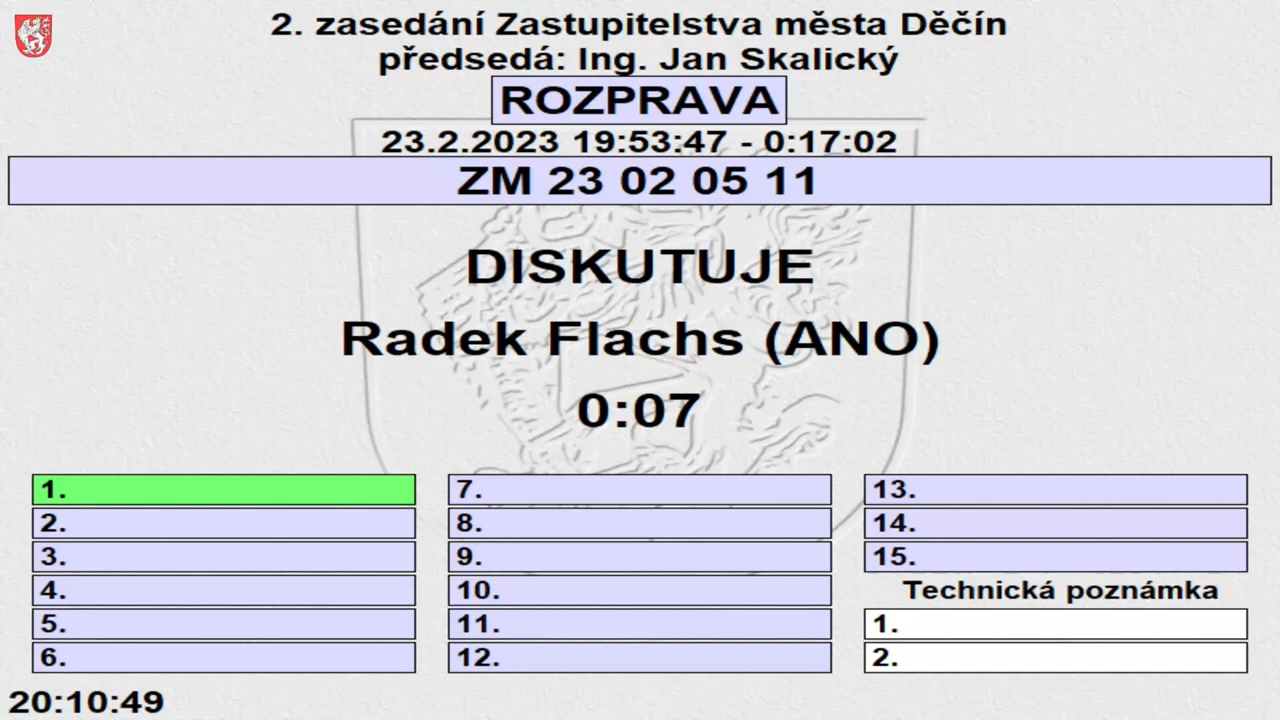 2. zasedání Zastupitelstva města Děčín
předsedá: Ing. Jan Skalický
ROZPRAVA
23.2.2023 19:53:47 - 0:17:02
ZM 23 02 05 11
DISKUTUJE
Radek Flachs (ANO)
0:07
1.
2.
3.
4.
5.
6.
7.
8.
9.
10.
11.
12.
13.
14.
15.
Technická poznámka
1.
2.
20:10:49